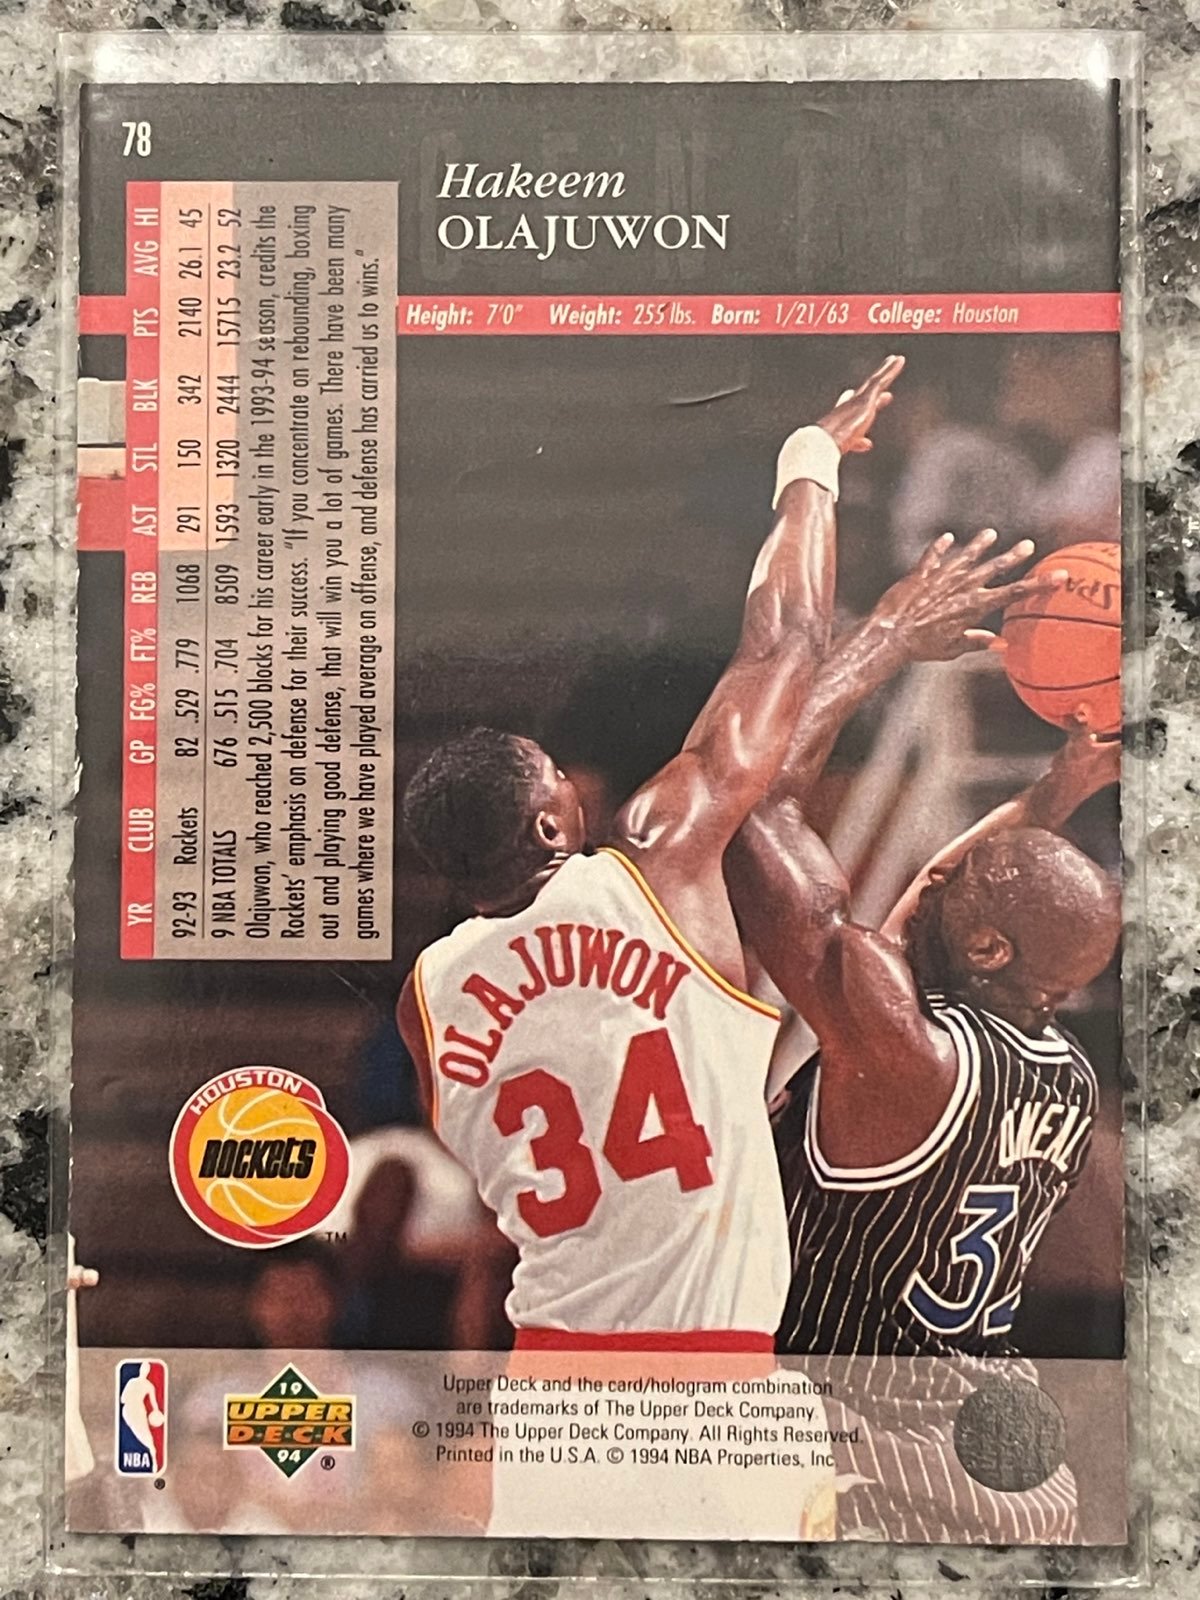 78
CENTER
Hakeem
OLAJUWON
Height: 7'0" Weight: 255 lbs. Born: 1/21/63 College: Houston
YR CLUB GP FG% FT% REB AST STL BLK PTS AVG HI
92-93 Rockets 82 .529 .779 1068 291 150 342 2140 26.1 45
9 NBA TOTALS 676 .515 .704 8509 1593 1320 2444 15715 23.2 52
Olajuwon, who reached 2,500 blocks for his career early in the 1993-94 season, credits the
Rockets' emphasis on defense for their success. "If you concentrate on rebounding, boxing
out and playing good defense, that will win you a lot of games. There have been many
games where we have played average on offense, and defense has carried us to wins."
SPA
OLAJUWON
34
O'NEAL
3
HOUSTON
ROCKETS
TM
NBA
®
19
UPPER
DECK
94
®
Upper Deck and the card/hologram combination
are trademarks of The Upper Deck Company.
© 1994 The Upper Deck Company. All Rights Reserved.
Printed in the U.S.A. © 1994 NBA Properties, Inc